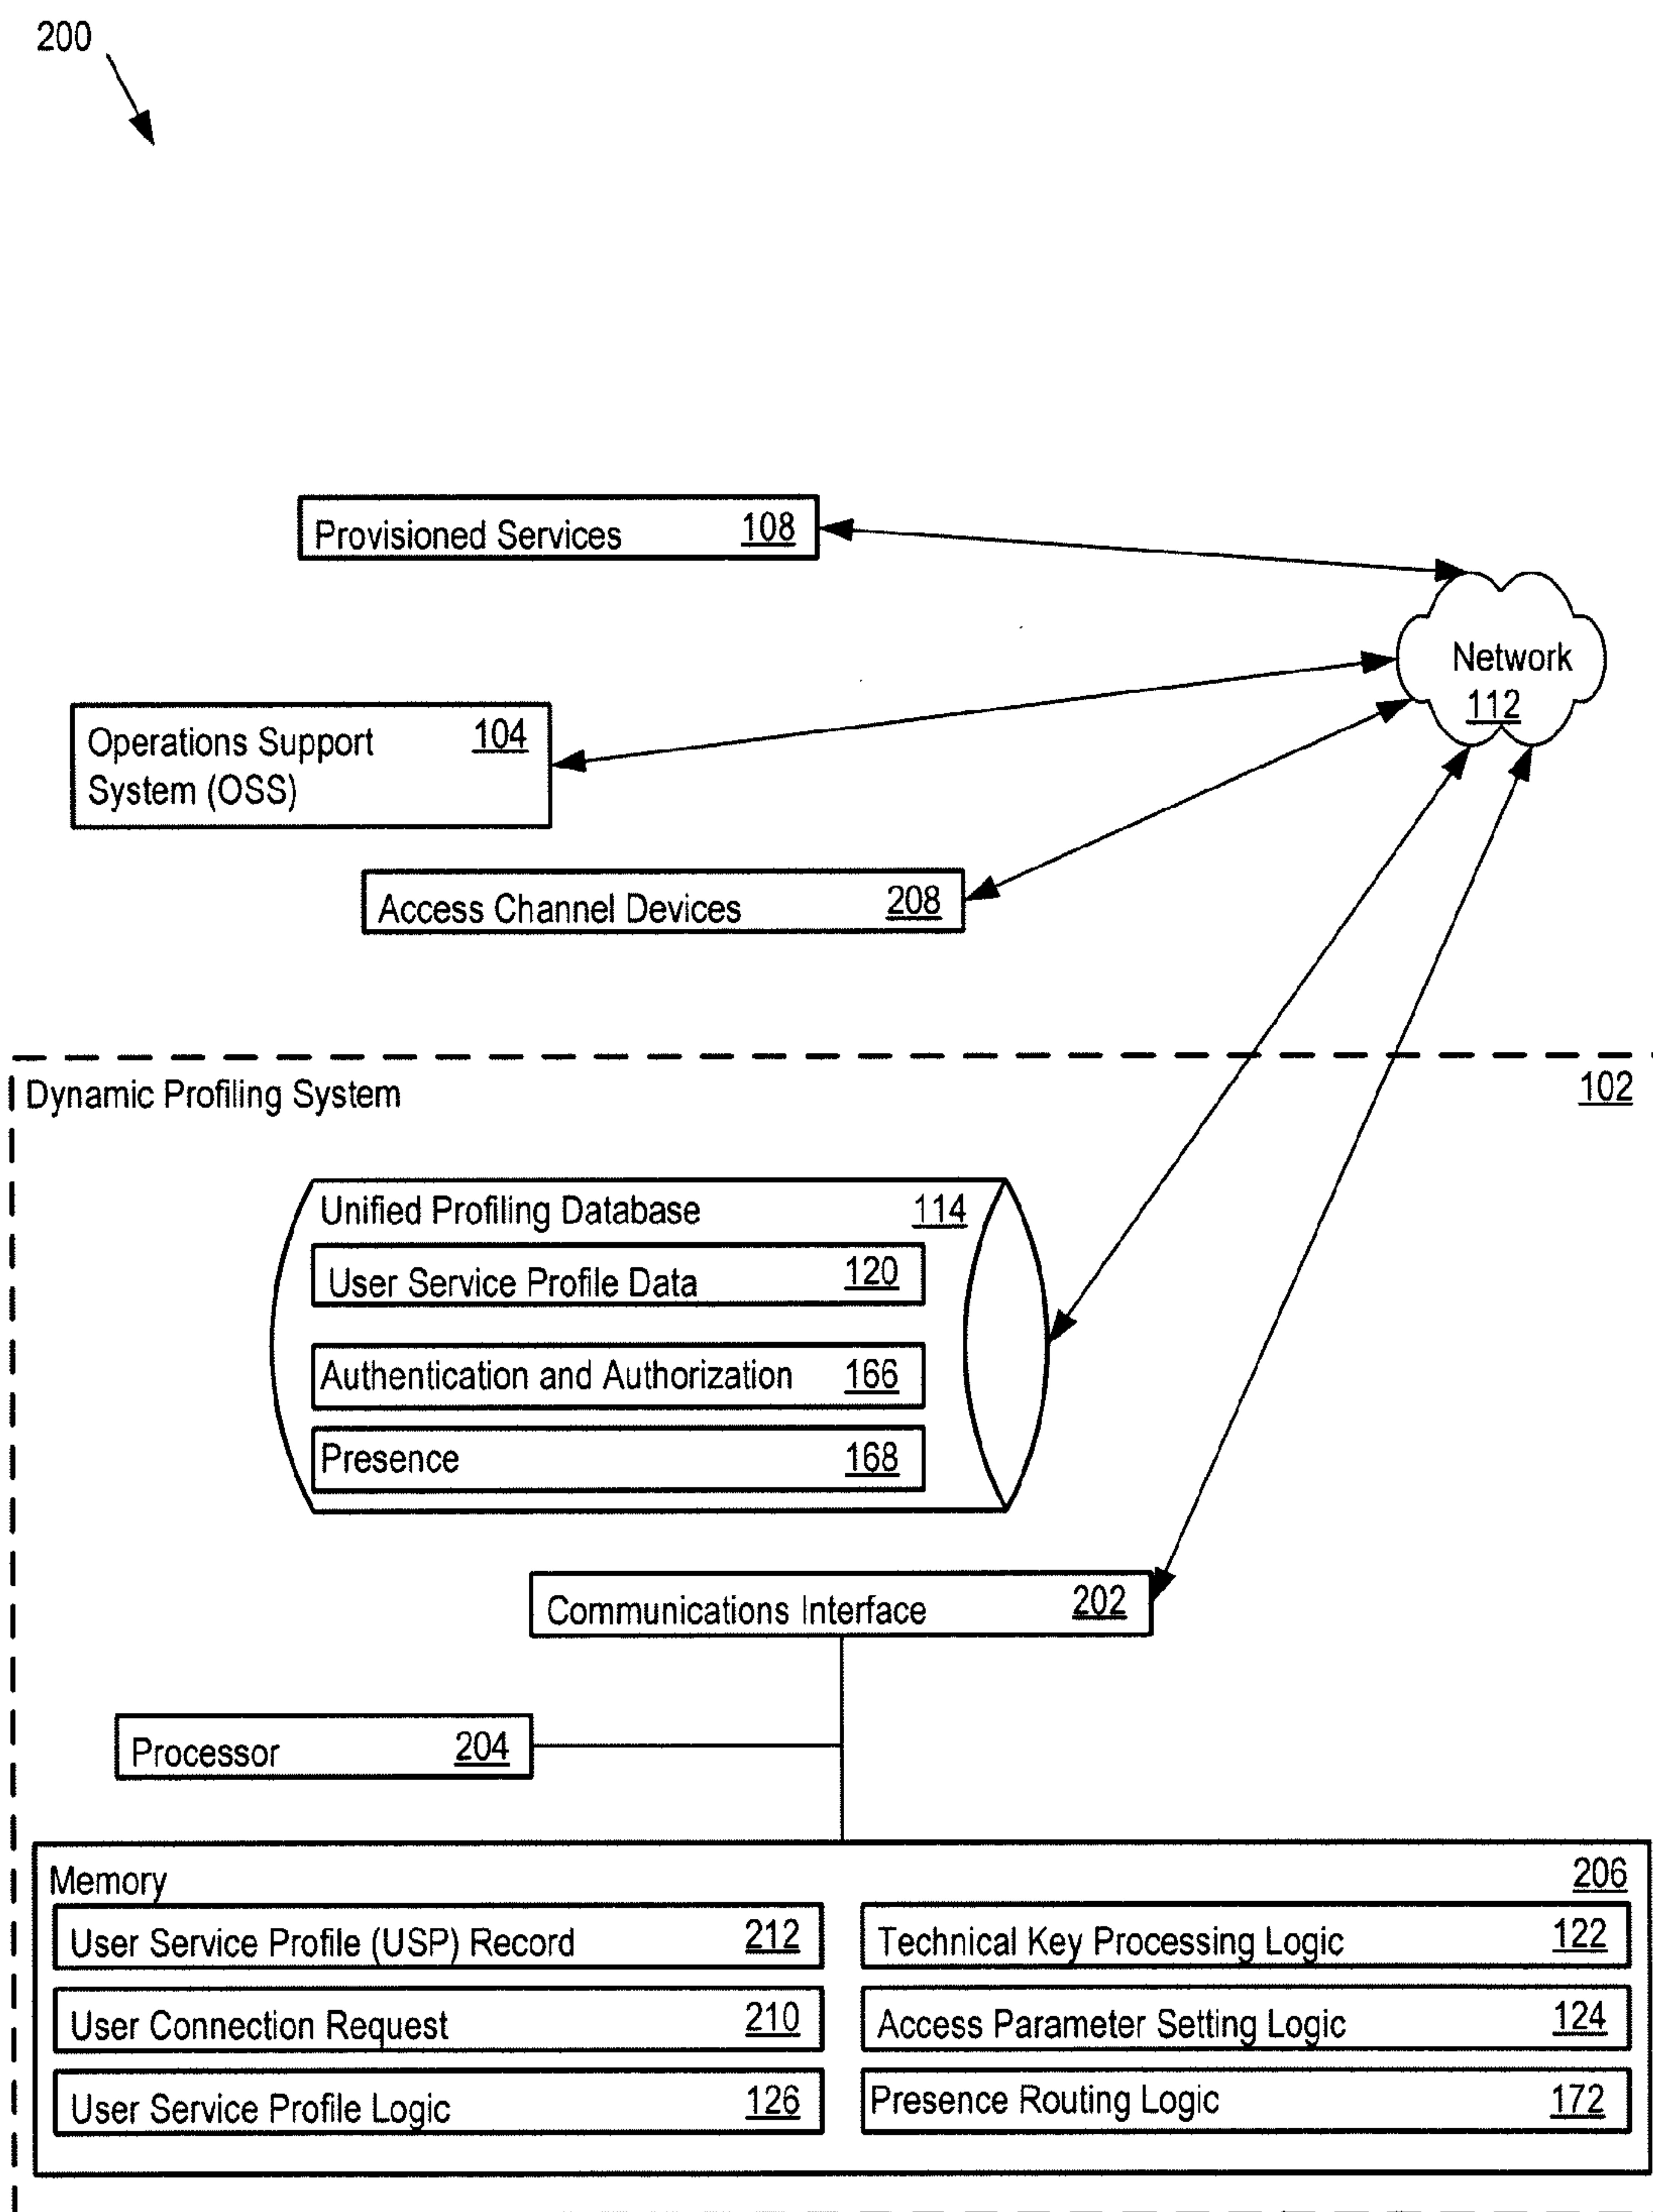 200
Provisioned Services 108
Network
112
Operations Support 104
System (OSS)
Access Channel Devices 208
Dynamic Profiling System 102
Unified Profiling Database 114
User Service Profile Data 120
Authentication and Authorization 166
Presence 168
Communications Interface 202
Processor 204
Memory 206
User Service Profile (USP) Record 212
Technical Key Processing Logic 122
User Connection Request 210
Access Parameter Setting Logic 124
User Service Profile Logic 126
Presence Routing Logic 172